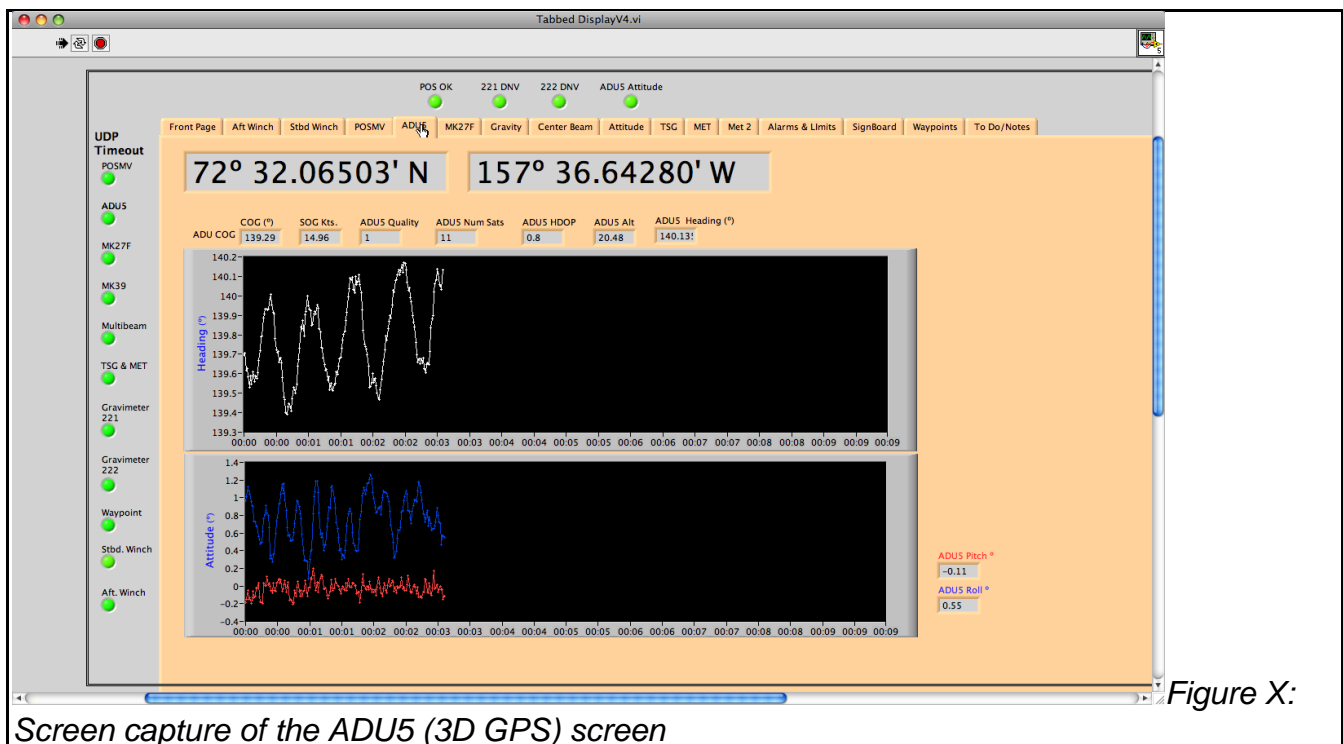 Tabbed DisplayV4.vi
5
POS OK 221 DNV 222 DNV ADU5 Attitude
Front Page Aft Winch Stbd Winch POSMV ADU5 MK27F Gravity Center Beam Attitude TSG MET Met 2 Alarms & LImits SignBoard Waypoints To Do/Notes
UDP
Timeout
POSMV
ADU5
MK27F
MK39
Multibeam
TSG & MET
Gravimeter
221
Gravimeter
222
Waypoint
Stbd. Winch
Aft. Winch
72º 32.06503' N 157º 36.64280' W
COG (º) SOG Kts. ADU5 Quality ADU5 Num Sats ADU5 HDOP ADU5 Alt ADU5 Heading (º)
ADU COG 139.29 14.96 1 11 0.8 20.48 140.135
Heading (º)
140.2
140.1
140
139.9
139.8
139.7
139.6
139.5
139.4
139.3
00:00 00:00 00:01 00:01 00:02 00:02 00:03 00:03 00:04 00:04 00:05 00:05 00:06 00:06 00:07 00:07 00:08 00:08 00:09 00:09 00:09
Attitude (º)
1.4
1.2
1
0.8
0.6
0.4
0.2
0
-0.2
-0.4
00:00 00:00 00:01 00:01 00:02 00:02 00:03 00:03 00:04 00:04 00:05 00:05 00:06 00:06 00:07 00:07 00:08 00:08 00:09 00:09 00:09
ADU5 Pitch º
-0.11
ADU5 Roll º
0.55
Figure X:
Screen capture of the ADU5 (3D GPS) screen